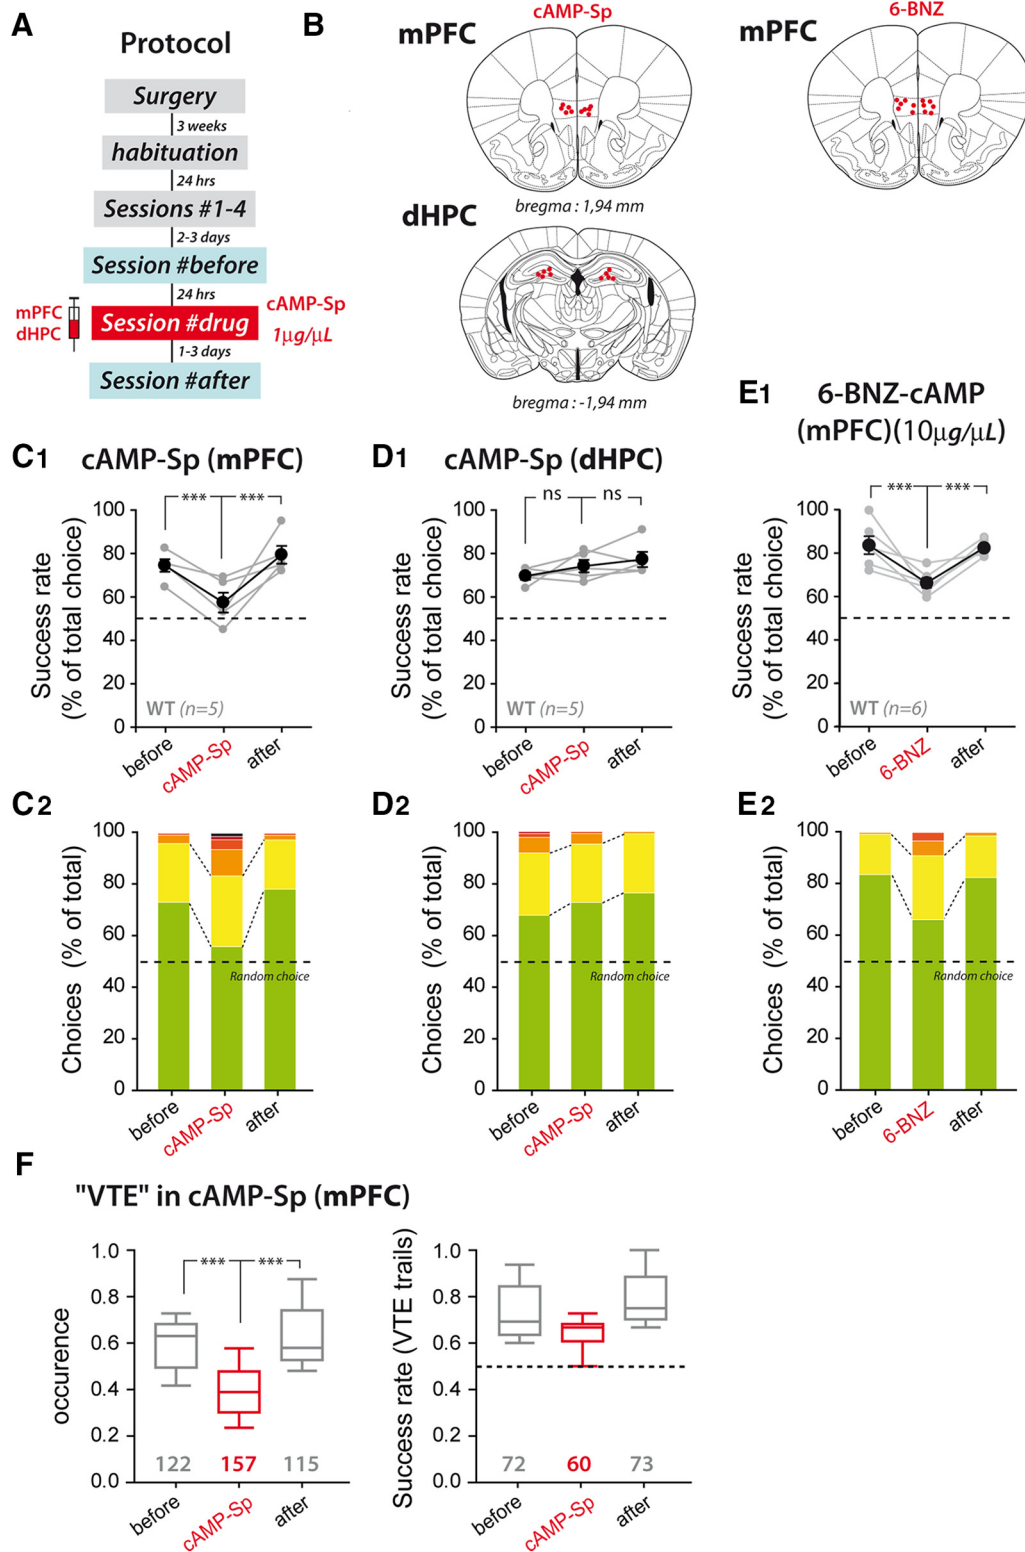 A
Protocol
Surgery
3 weeks
habituation
24 hrs
Sessions #1-4
2-3 days
Session #before
24 hrs
mPFC
dHPC
Session #drug
cAMP-Sp
1µg/µL
1-3 days
Session #after
B
cAMP-Sp
mPFC
bregma : 1,94 mm
6-BNZ
mPFC
dHPC
bregma : -1,94 mm
C1
cAMP-Sp (mPFC)
*** ***
Success rate
(% of total choice)
100
80
60
40
20
0
WT (n=5)
before
cAMP-Sp
after
D1
cAMP-Sp (dHPC)
ns ns
Success rate
(% of total choice)
100
80
60
40
20
0
WT (n=5)
before
cAMP-Sp
after
E1
6-BNZ-cAMP
(mPFC)(10µg/µL)
*** ***
Success rate
(% of total choice)
100
80
60
40
20
0
WT (n=6)
before
6-BNZ
after
C2
Choices (% of total)
100
80
60
40
20
0
Random choice
before
cAMP-Sp
after
D2
Choices (% of total)
100
80
60
40
20
0
Random choice
before
cAMP-Sp
after
E2
Choices (% of total)
100
80
60
40
20
0
Random choice
before
6-BNZ
after
F
"VTE" in cAMP-Sp (mPFC)
occurence
1.0
0.8
0.6
0.4
0.2
0.0
*** ***
122 157 115
before
cAMP-Sp
after
Success rate (VTE trails)
1.0
0.8
0.6
0.4
0.2
0.0
72 60 73
before
cAMP-Sp
after